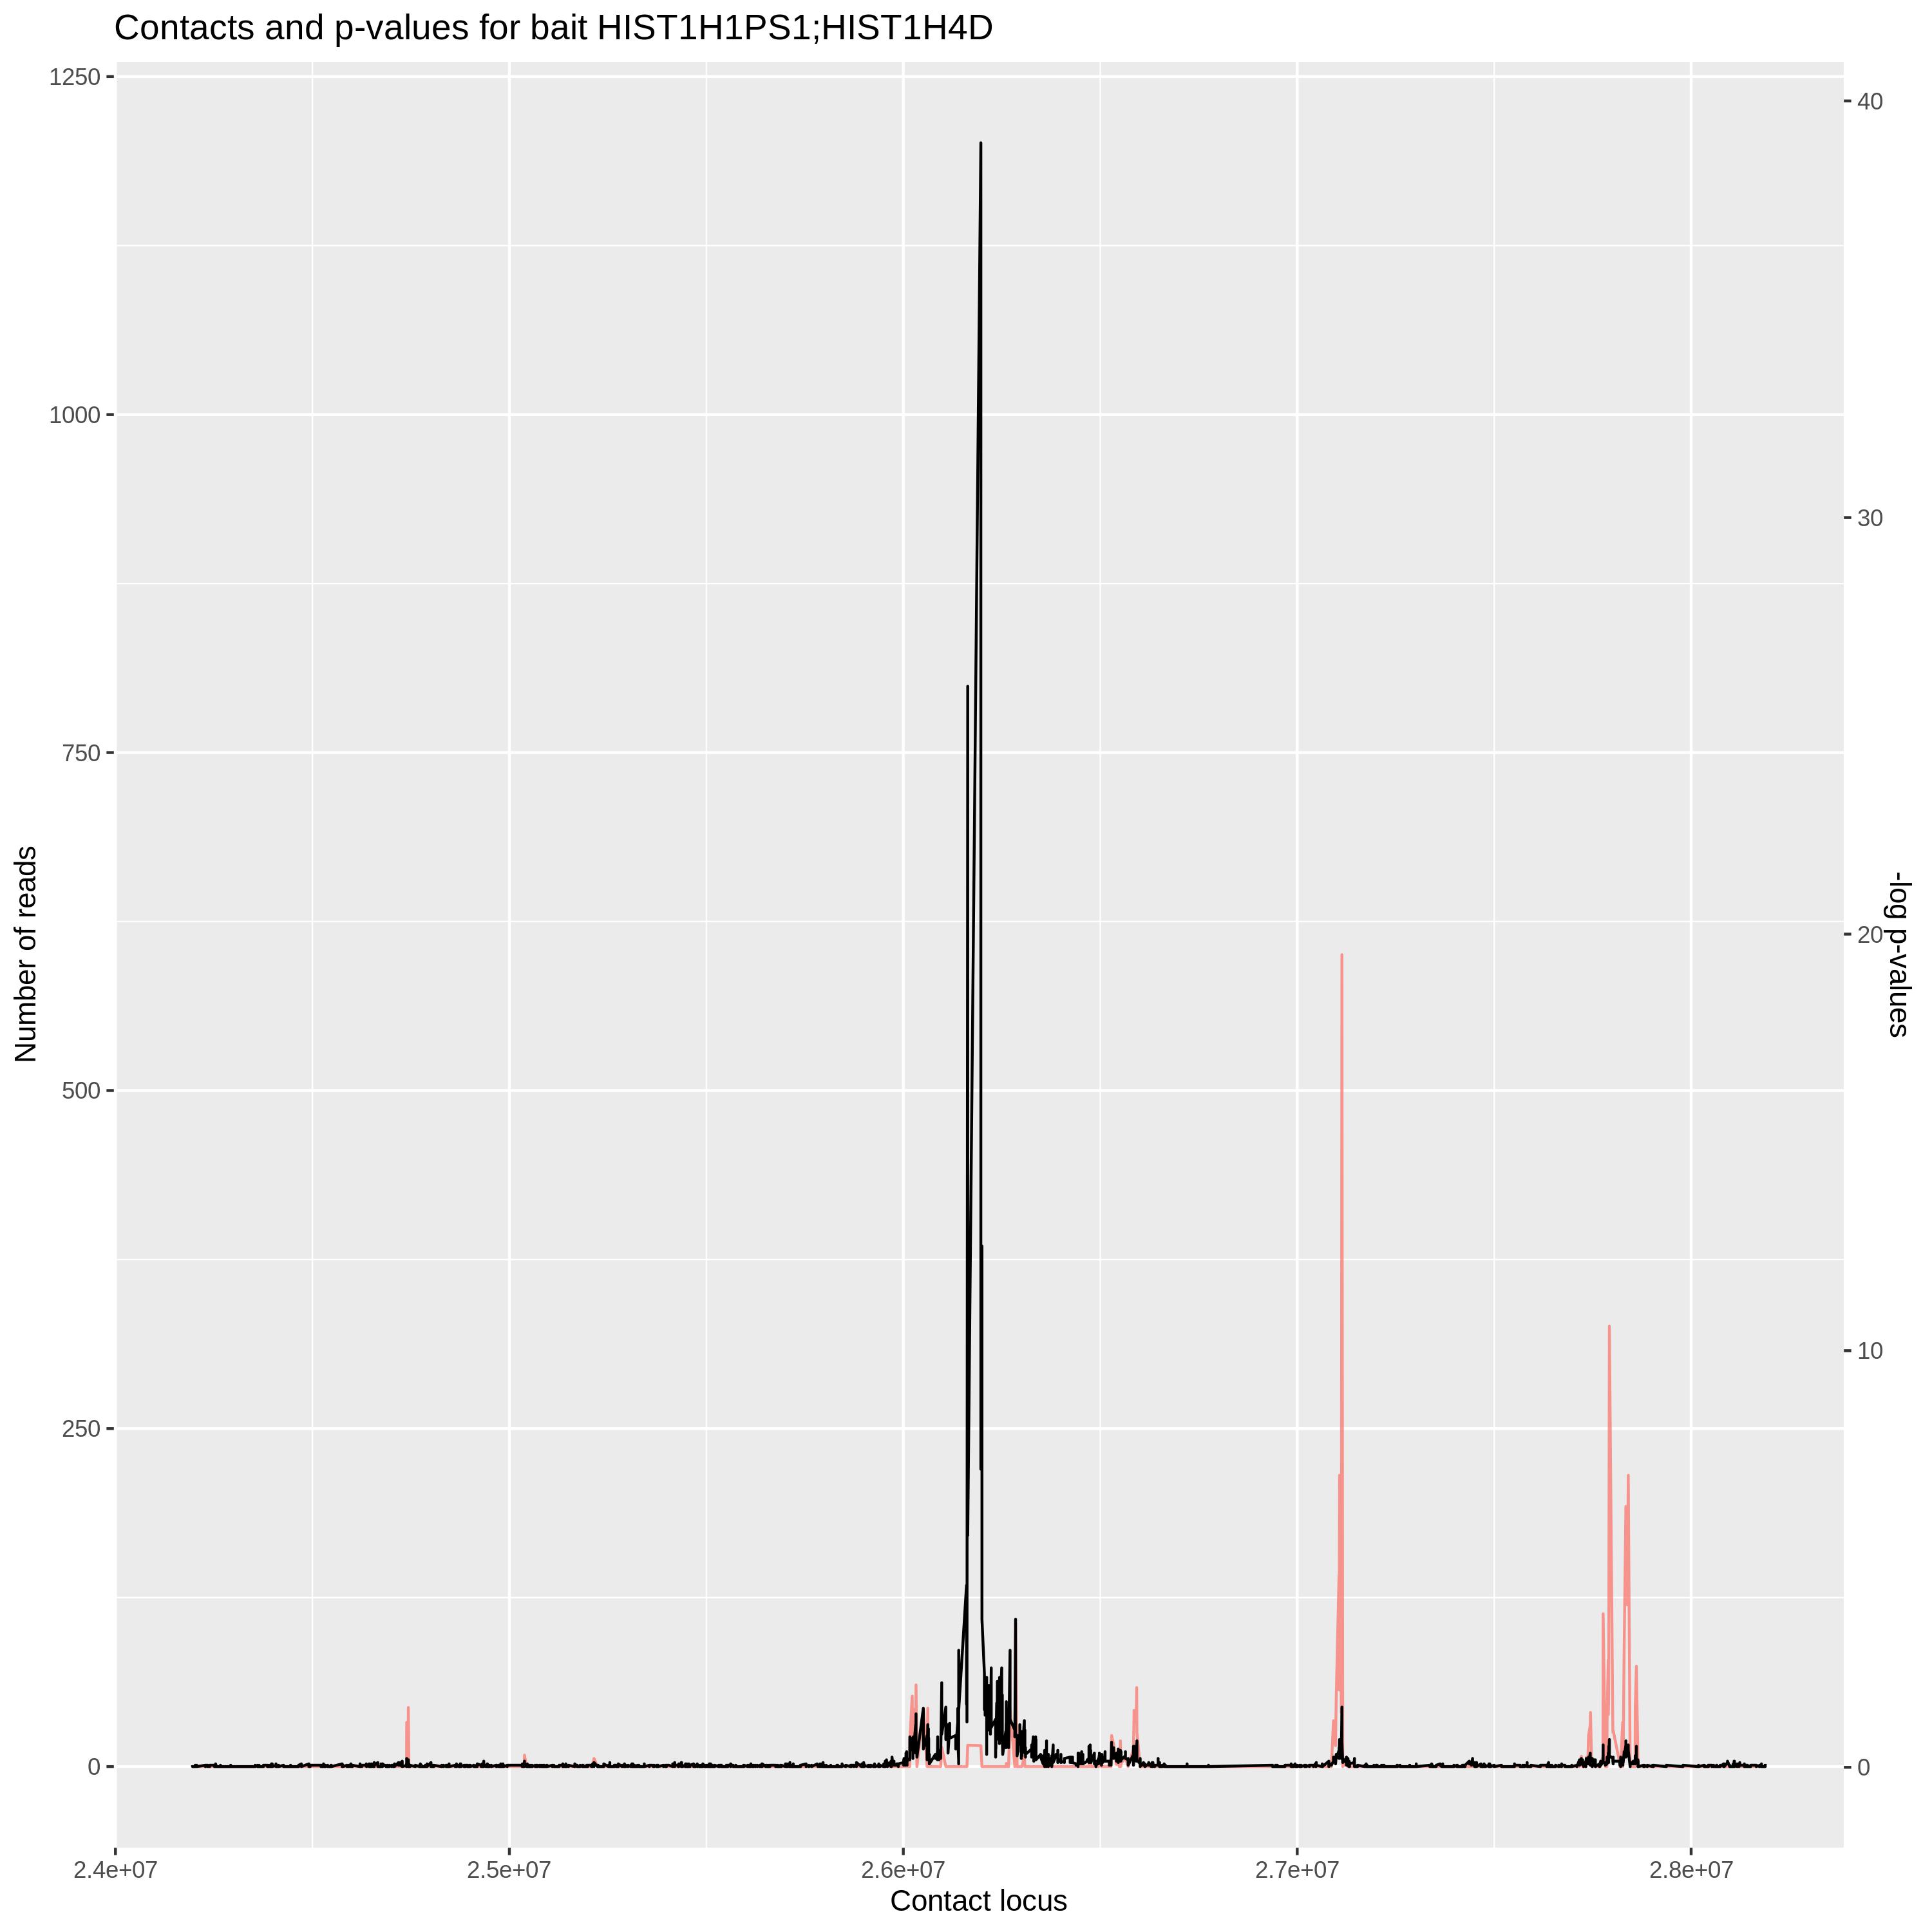 Contacts and p-values for bait HIST1H1PS1;HIST1H4D
1250
1000
750
500
250
0
Number of reads
40
30
20
10
0
-log p-values
2.4e+07
2.5e+07
2.6e+07
2.7e+07
2.8e+07
Contact locus